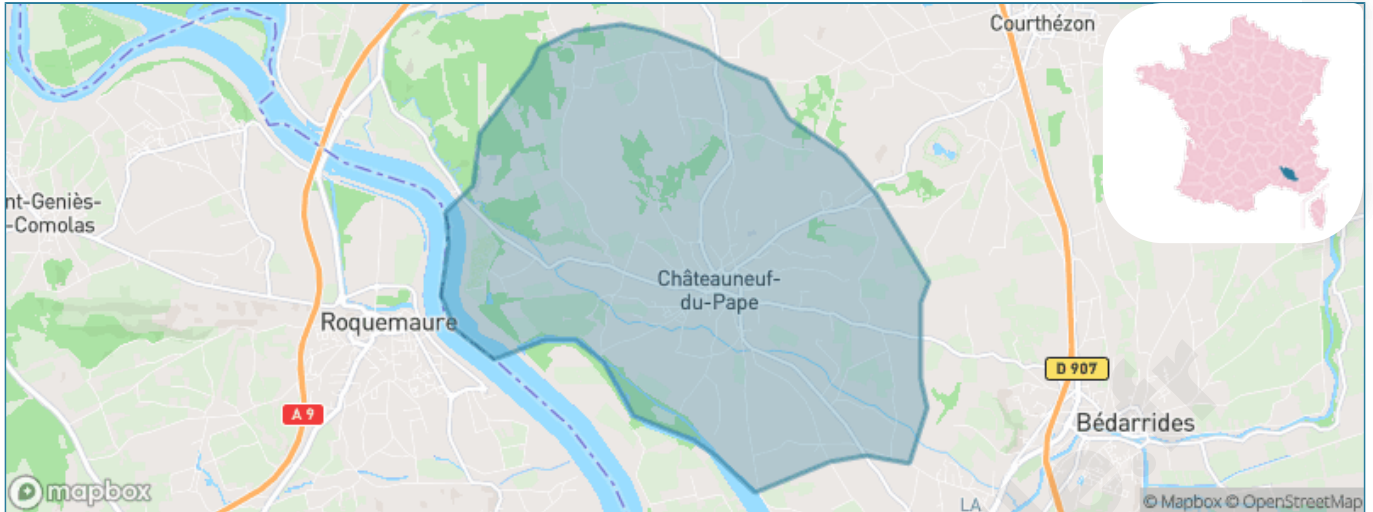 Courthézon
nt-Geniès-
-Comolas
Châteauneuf-
du-Pape
Roquemaure
D 907
A 9
Bédarrides
mapbox
LA
© Mapbox © OpenStreetMap